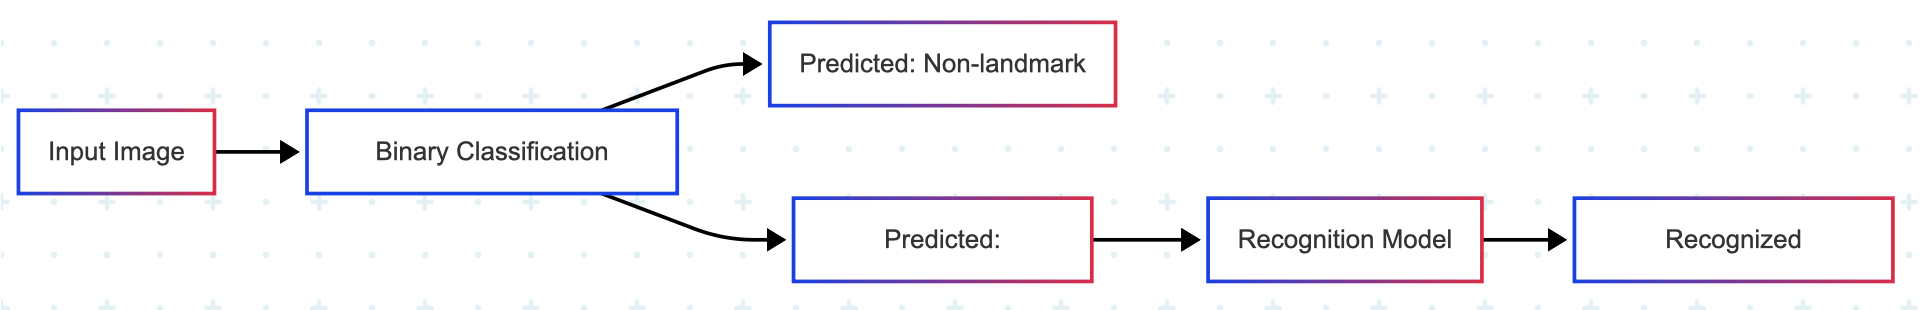 Predicted: Non-landmark
Input Image
Binary Classification
Predicted:
Recognition Model
Recognized